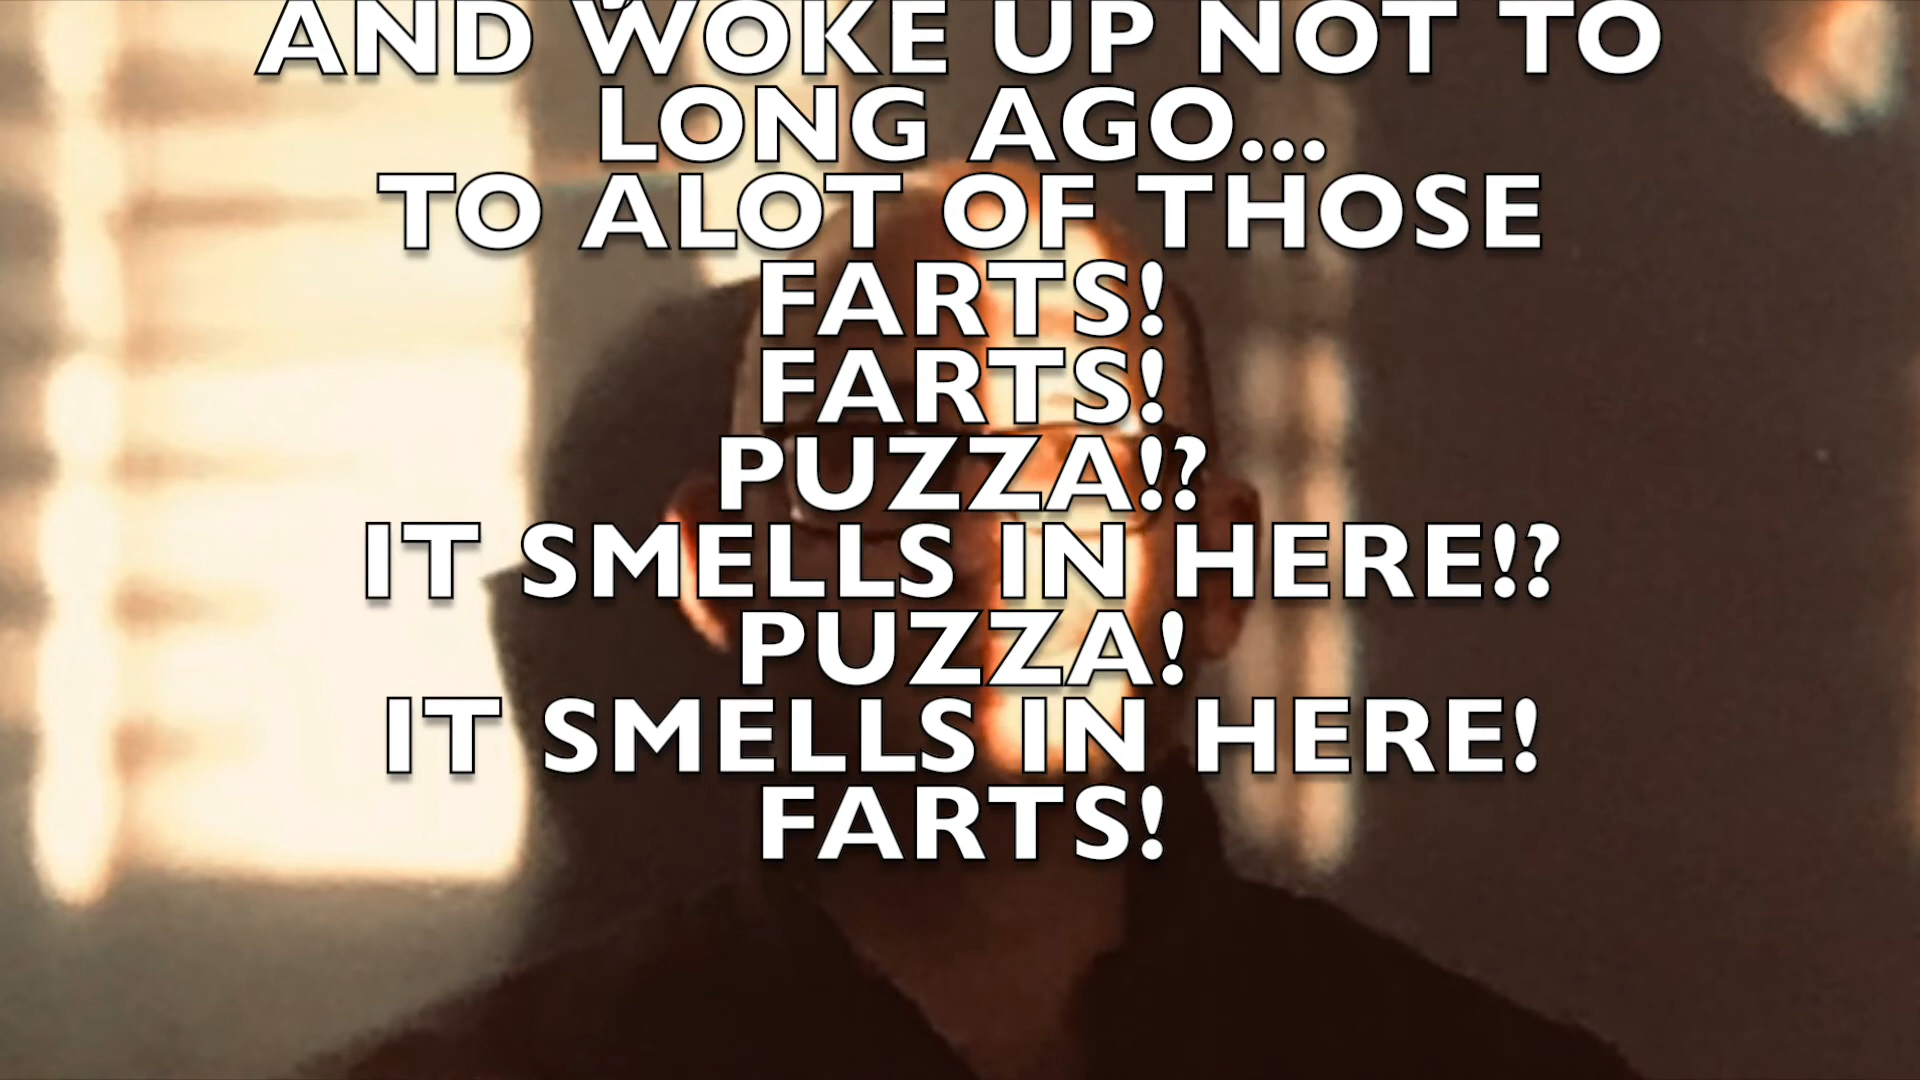 AND WOKE UP NOT TO
LONG AGO...
TO ALOT OF THOSE
FARTS!
FARTS!
PUZZA!?
IT SMELLS IN HERE!?
PUZZA!
IT SMELLS IN HERE!
FARTS!